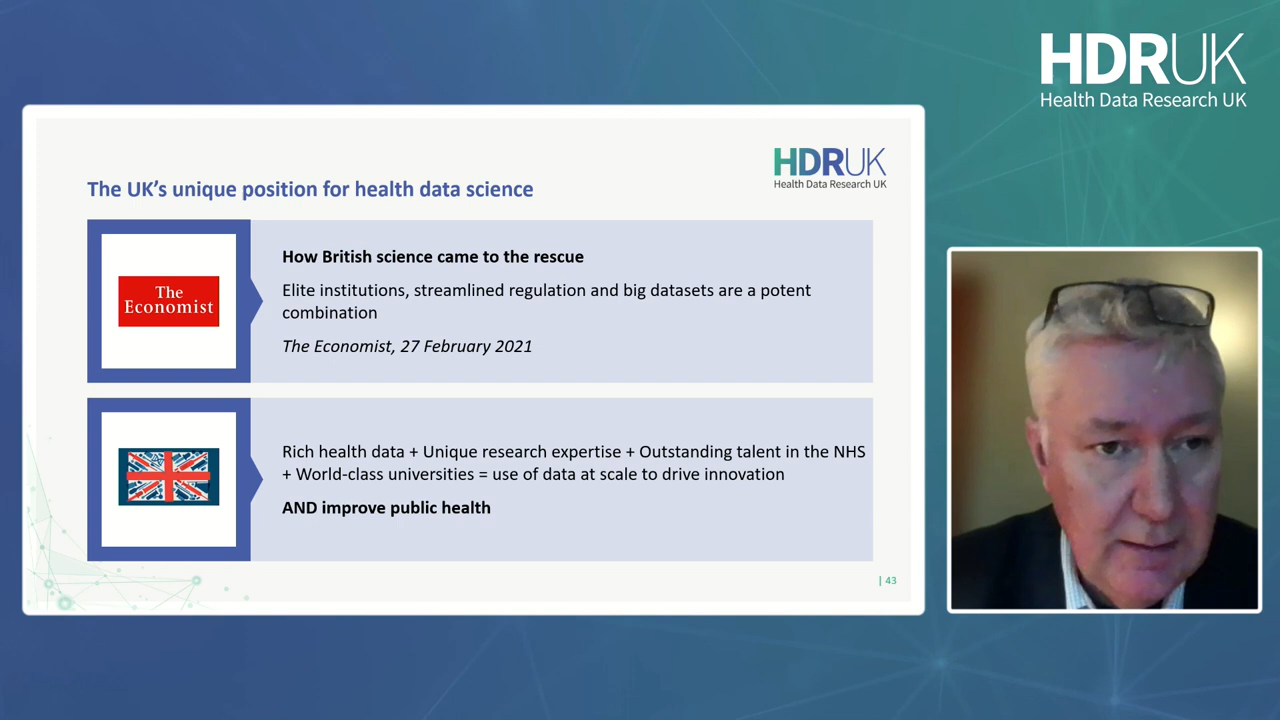 HDRUK
Health Data Research UK
HDRUK
Health Data Research UK
The UK's unique position for health data science
The
Economist
How British science came to the rescue
Elite institutions, streamlined regulation and big datasets are a potent
combination
The Economist, 27 February 2021
Rich health data + Unique research expertise + Outstanding talent in the NHS
+ World-class universities = use of data at scale to drive innovation
AND improve public health
| 43